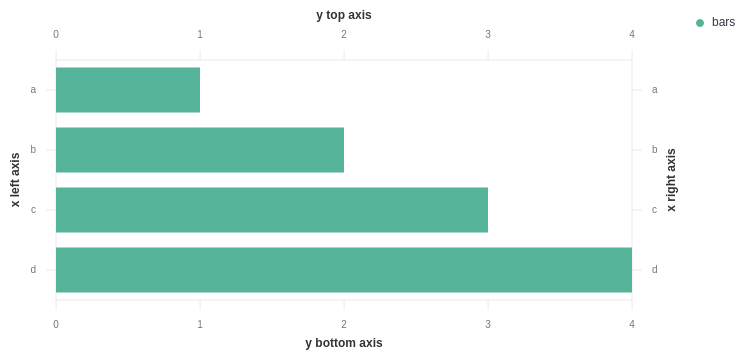 y top axis
bars
0 1 2 3 4
a a
b b
c c
d d
x left axis
x right axis
0 1 2 3 4
y bottom axis